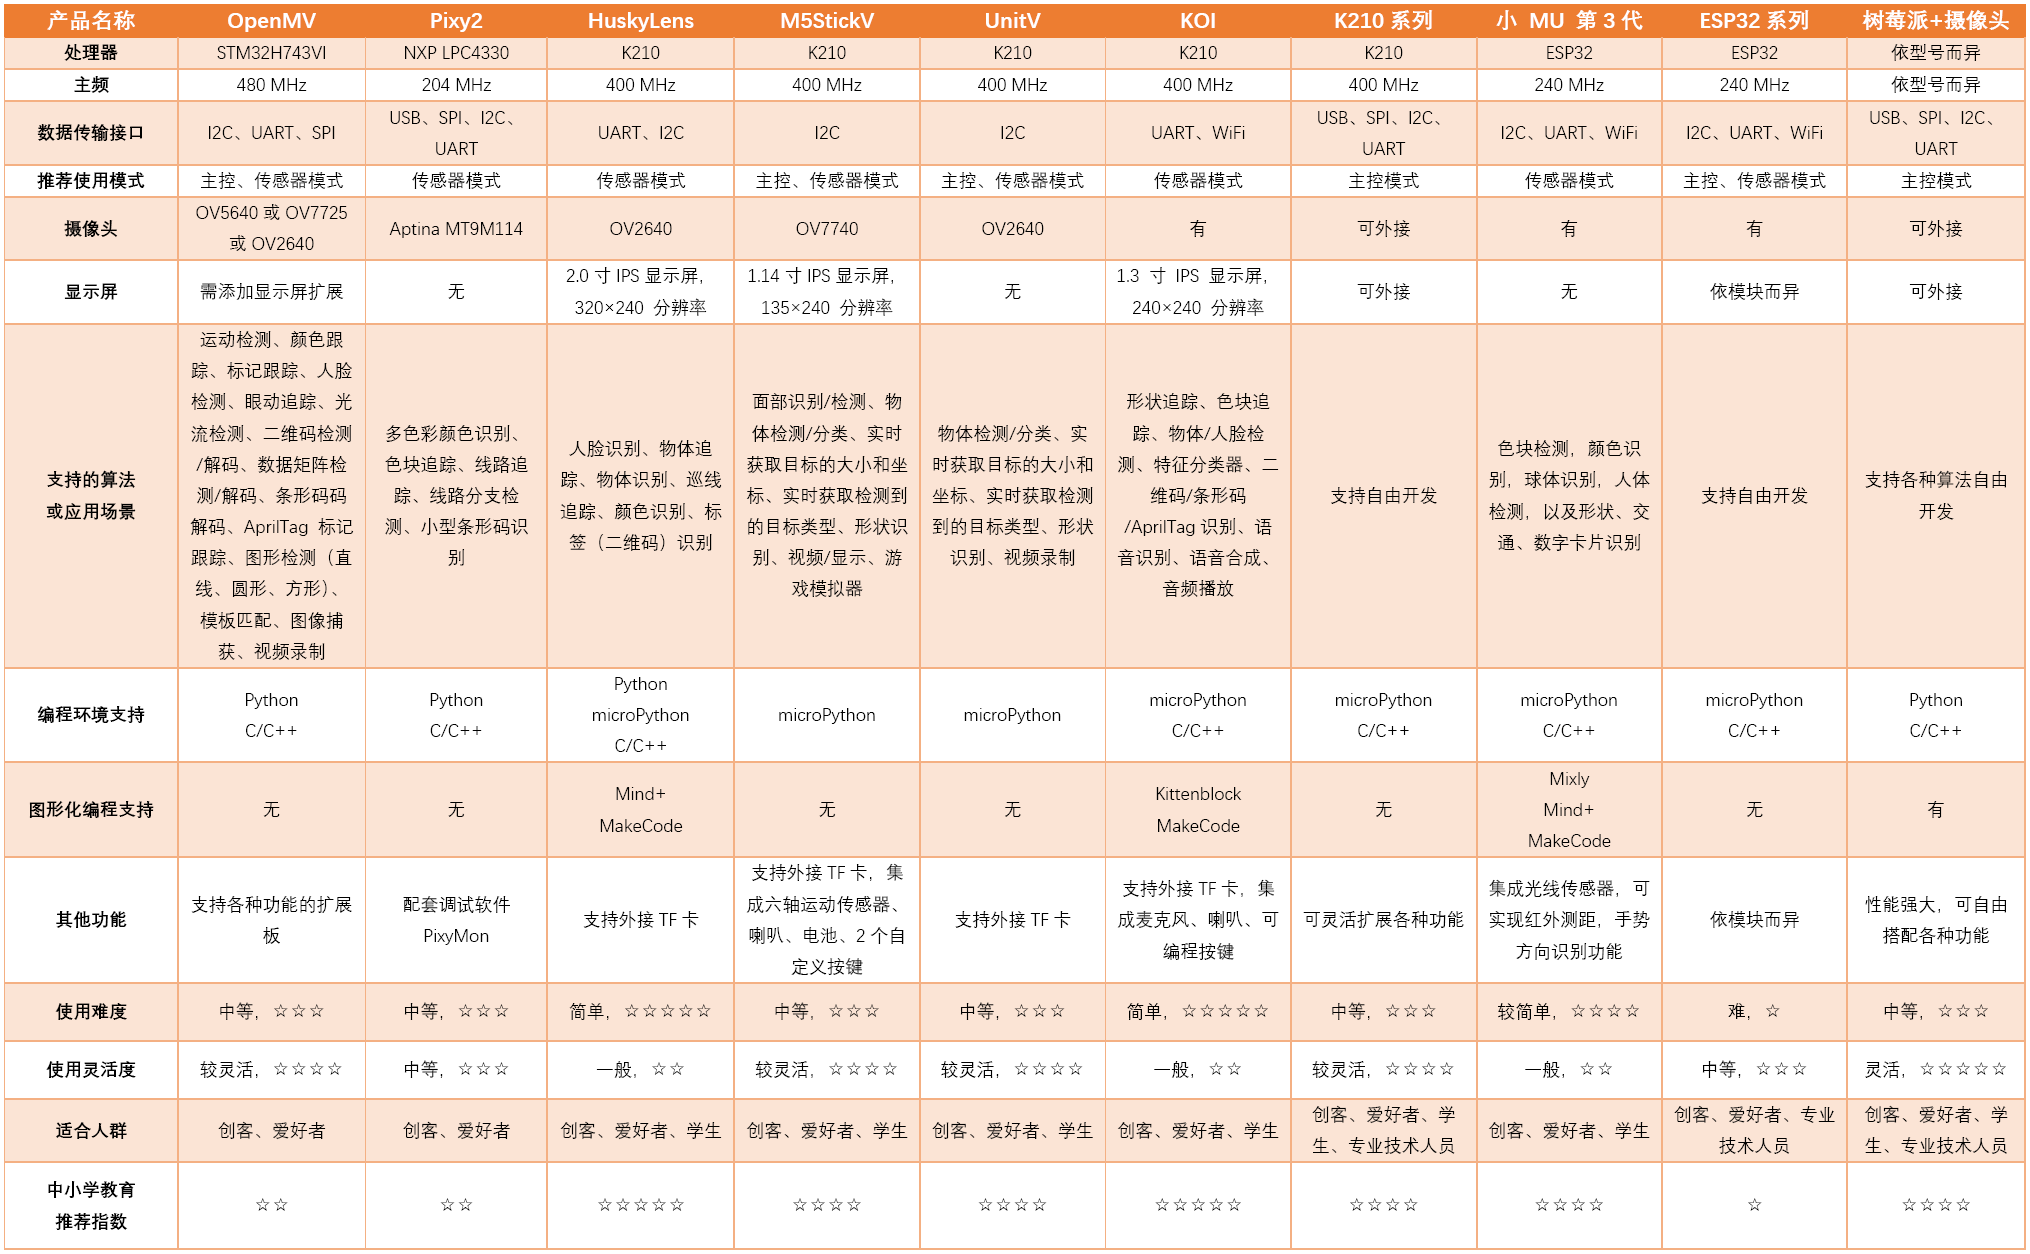 产品名称 OpenMV Pixy2 HuskyLens M5StickV UnitV KOI K210 系列 小 MU 第 3 代 ESP32 系列 树莓派+摄像头
处理器 STM32H743VI NXP LPC4330 K210 K210 K210 K210 K210 ESP32 ESP32 依型号而异
主频 480 MHz 204 MHz 400 MHz 400 MHz 400 MHz 400 MHz 400 MHz 240 MHz 240 MHz 依型号而异
数据传输接口
I2C、UART、SPI
USB、SPI、I2C、
UART
UART、I2C
I2C
I2C
UART、WiFi
USB、SPI、I2C、
UART
I2C、UART、WiFi
I2C、UART、WiFi
USB、SPI、I2C、
UART
推荐使用模式 主控、传感器模式 传感器模式 传感器模式 主控、传感器模式 主控、传感器模式 传感器模式 主控模式 传感器模式 主控、传感器模式 主控模式
摄像头
OV5640 或 OV7725
或 OV2640
Aptina MT9M114
OV2640
OV7740
OV2640
有
可外接
有
有
可外接
显示屏
需添加显示屏扩展
无
2.0 寸 IPS 显示屏，
320×240 分辨率
1.14 寸 IPS 显示屏，
135×240 分辨率
无
1.3 寸 IPS 显示屏，
240×240 分辨率
可外接
无
依模块而异
可外接
支持的算法
或应用场景
运动检测、颜色跟
踪、标记跟踪、人脸
检测、眼动追踪、光
流检测、二维码检测
/解码、数据矩阵检
测/解码、条形码码
解码、AprilTag 标记
跟踪、图形检测（直
线、圆形、方形）、
模板匹配、图像捕
获、视频录制
多色彩颜色识别、
色块追踪、线路追
踪、线路分支检
测、小型条形码识
别
人脸识别、物体追
踪、物体识别、巡线
追踪、颜色识别、标
签（二维码）识别
面部识别/检测、物
体检测/分类、实时
获取目标的大小和坐
标、实时获取检测到
的目标类型、形状识
别、视频/显示、游
戏模拟器
物体检测/分类、实
时获取目标的大小和
坐标、实时获取检测
到的目标类型、形状
识别、视频录制
形状追踪、色块追
踪、物体/人脸检
测、特征分类器、二
维码/条形码
/AprilTag 识别、语
音识别、语音合成、
音频播放
支持自由开发
色块检测，颜色识
别，球体识别，人体
检测，以及形状、交
通、数字卡片识别
支持自由开发
支持各种算法自由
开发
编程环境支持
Python
C/C++
Python
C/C++
Python
microPython
C/C++
microPython
microPython
microPython
C/C++
microPython
C/C++
microPython
C/C++
microPython
C/C++
Python
C/C++
图形化编程支持
无
无
Mind+
MakeCode
无
无
Kittenblock
MakeCode
无
Mixly
Mind+
MakeCode
无
有
其他功能
支持各种功能的扩展
板
配套调试软件
PixyMon
支持外接 TF 卡
支持外接 TF 卡，集
成六轴运动传感器、
喇叭、电池、2 个自
定义按键
支持外接 TF 卡
支持外接 TF 卡，集
成麦克风、喇叭、可
编程按键
可灵活扩展各种功能
集成光线传感器，可
实现红外测距，手势
方向识别功能
依模块而异
性能强大，可自由
搭配各种功能
使用难度 中等，☆☆☆ 中等，☆☆☆ 简单，☆☆☆☆☆ 中等，☆☆☆ 中等，☆☆☆ 简单，☆☆☆☆☆ 中等，☆☆☆ 较简单，☆☆☆☆ 难，☆ 中等，☆☆☆
使用灵活度 较灵活，☆☆☆☆ 中等，☆☆☆ 一般，☆☆ 较灵活，☆☆☆☆ 较灵活，☆☆☆☆ 一般，☆☆ 较灵活，☆☆☆☆ 一般，☆☆ 中等，☆☆☆ 灵活，☆☆☆☆☆
适合人群
创客、爱好者
创客、爱好者
创客、爱好者、学生
创客、爱好者、学生
创客、爱好者、学生
创客、爱好者、学生
创客、爱好者、学
生、专业技术人员
创客、爱好者、学生
创客、爱好者、专业
技术人员
创客、爱好者、学
生、专业技术人员
中小学教育
推荐指数
☆☆ ☆☆ ☆☆☆☆☆ ☆☆☆☆ ☆☆☆☆ ☆☆☆☆☆ ☆☆☆☆ ☆☆☆☆ ☆ ☆☆☆☆